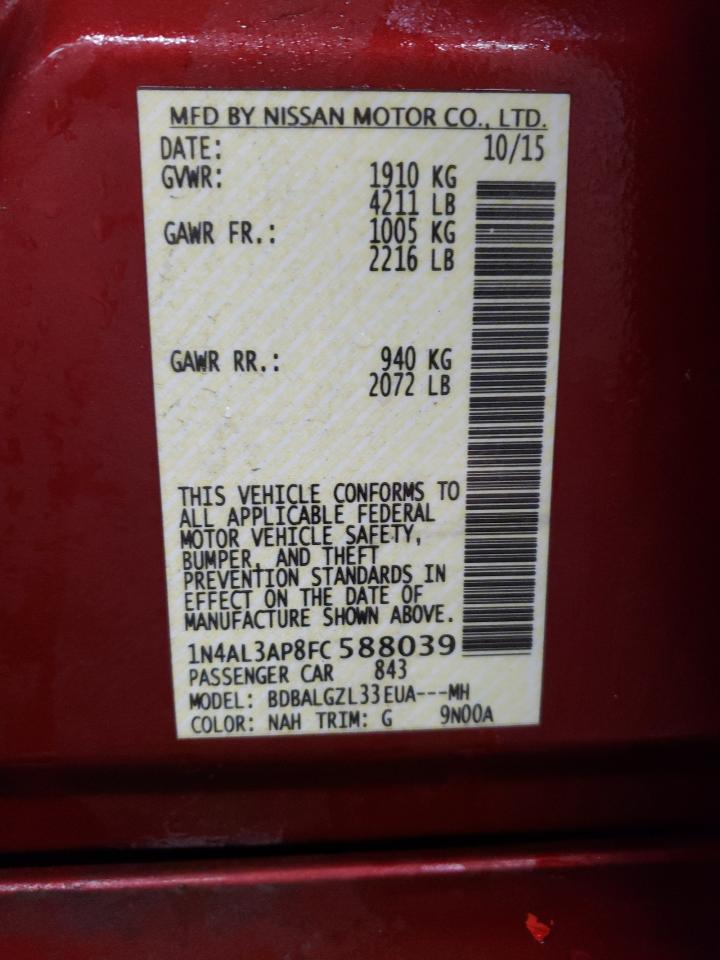 MFD BY NISSAN MOTOR CO., LTD.
DATE: 10/15
GVWR: 1910 KG
4211 LB
GAWR FR.: 1005 KG
2216 LB
GAWR RR.: 940 KG
2072 LB
THIS VEHICLE CONFORMS TO
ALL APPLICABLE FEDERAL
MOTOR VEHICLE SAFETY,
BUMPER, AND THEFT
PREVENTION STANDARDS IN
EFFECT ON THE DATE OF
MANUFACTURE SHOWN ABOVE.
1N4AL3AP8FC588039
PASSENGER CAR 843
MODEL: BDBALGZL33EUA---MH
COLOR: NAH TRIM: G 9N00A